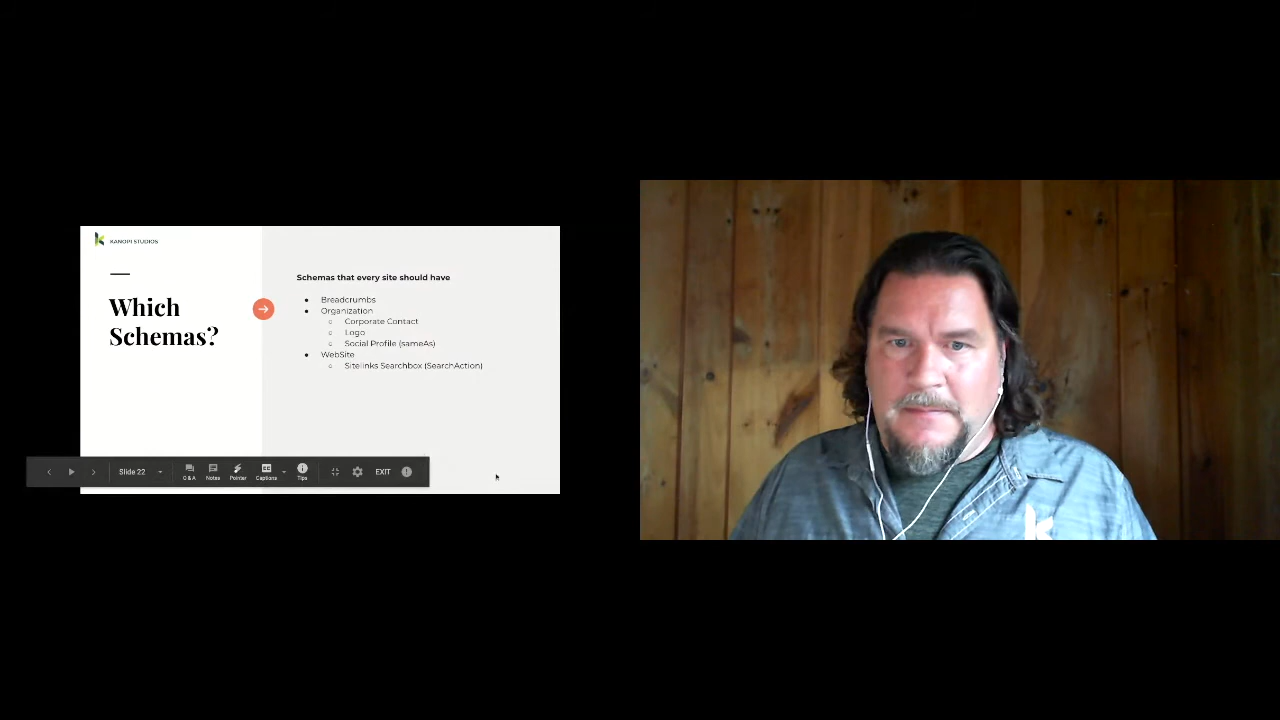 KANOPI STUDIOS
Which
Schemas?
Schemas that every site should have
Breadcrumbs
Organization
Corporate Contact
Logo
Social Profile (sameAs)
WebSite
Sitelinks Searchbox (SearchAction)
Slide 22
Q & A
Notes
Pointer
CC
Captions
Tips
EXIT